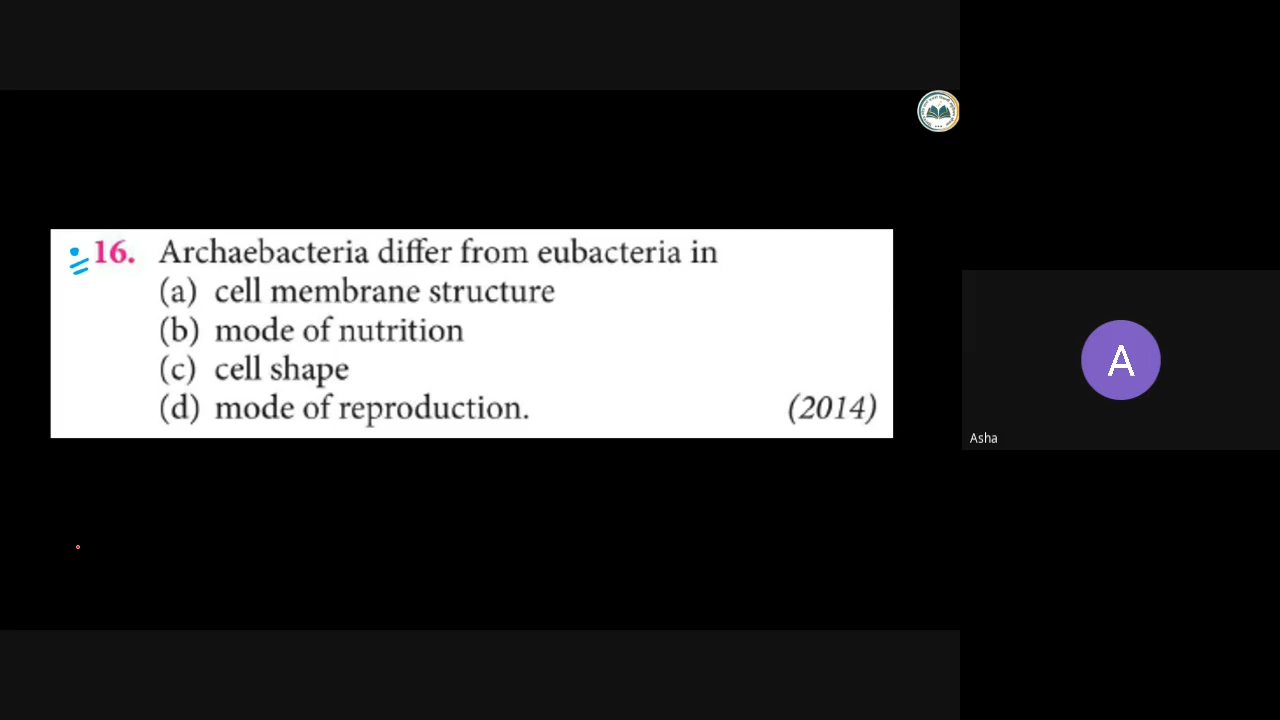 16. Archaebacteria differ from eubacteria in
(a) cell membrane structure
(b) mode of nutrition
(c) cell shape
(d) mode of reproduction. (2014)
A
Asha